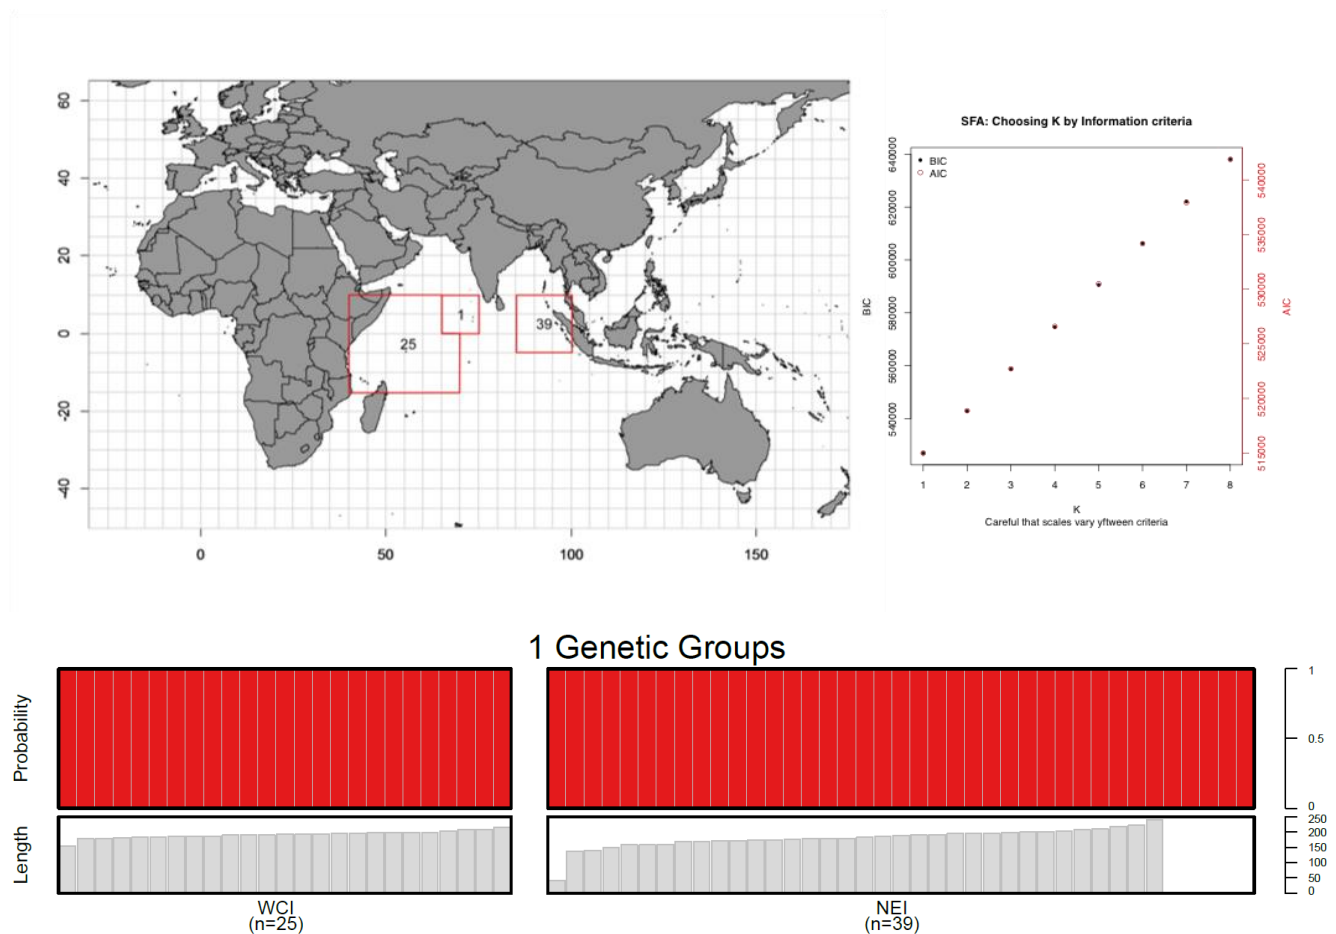 60
40
20
0
-20
-40
0
50
100
150
25
1
39
SFA: Choosing K by Information criteria
BIC
AIC
640000
620000
600000
580000
560000
540000
BIC
540000
535000
530000
525000
520000
515000
AIC
1 2 3 4 5 6 7 8
K
Careful that scales vary yftween criteria
1 Genetic Groups
Probability
1
0.5
0
Length
250
200
150
100
50
0
WCI
(n=25)
NEI
(n=39)